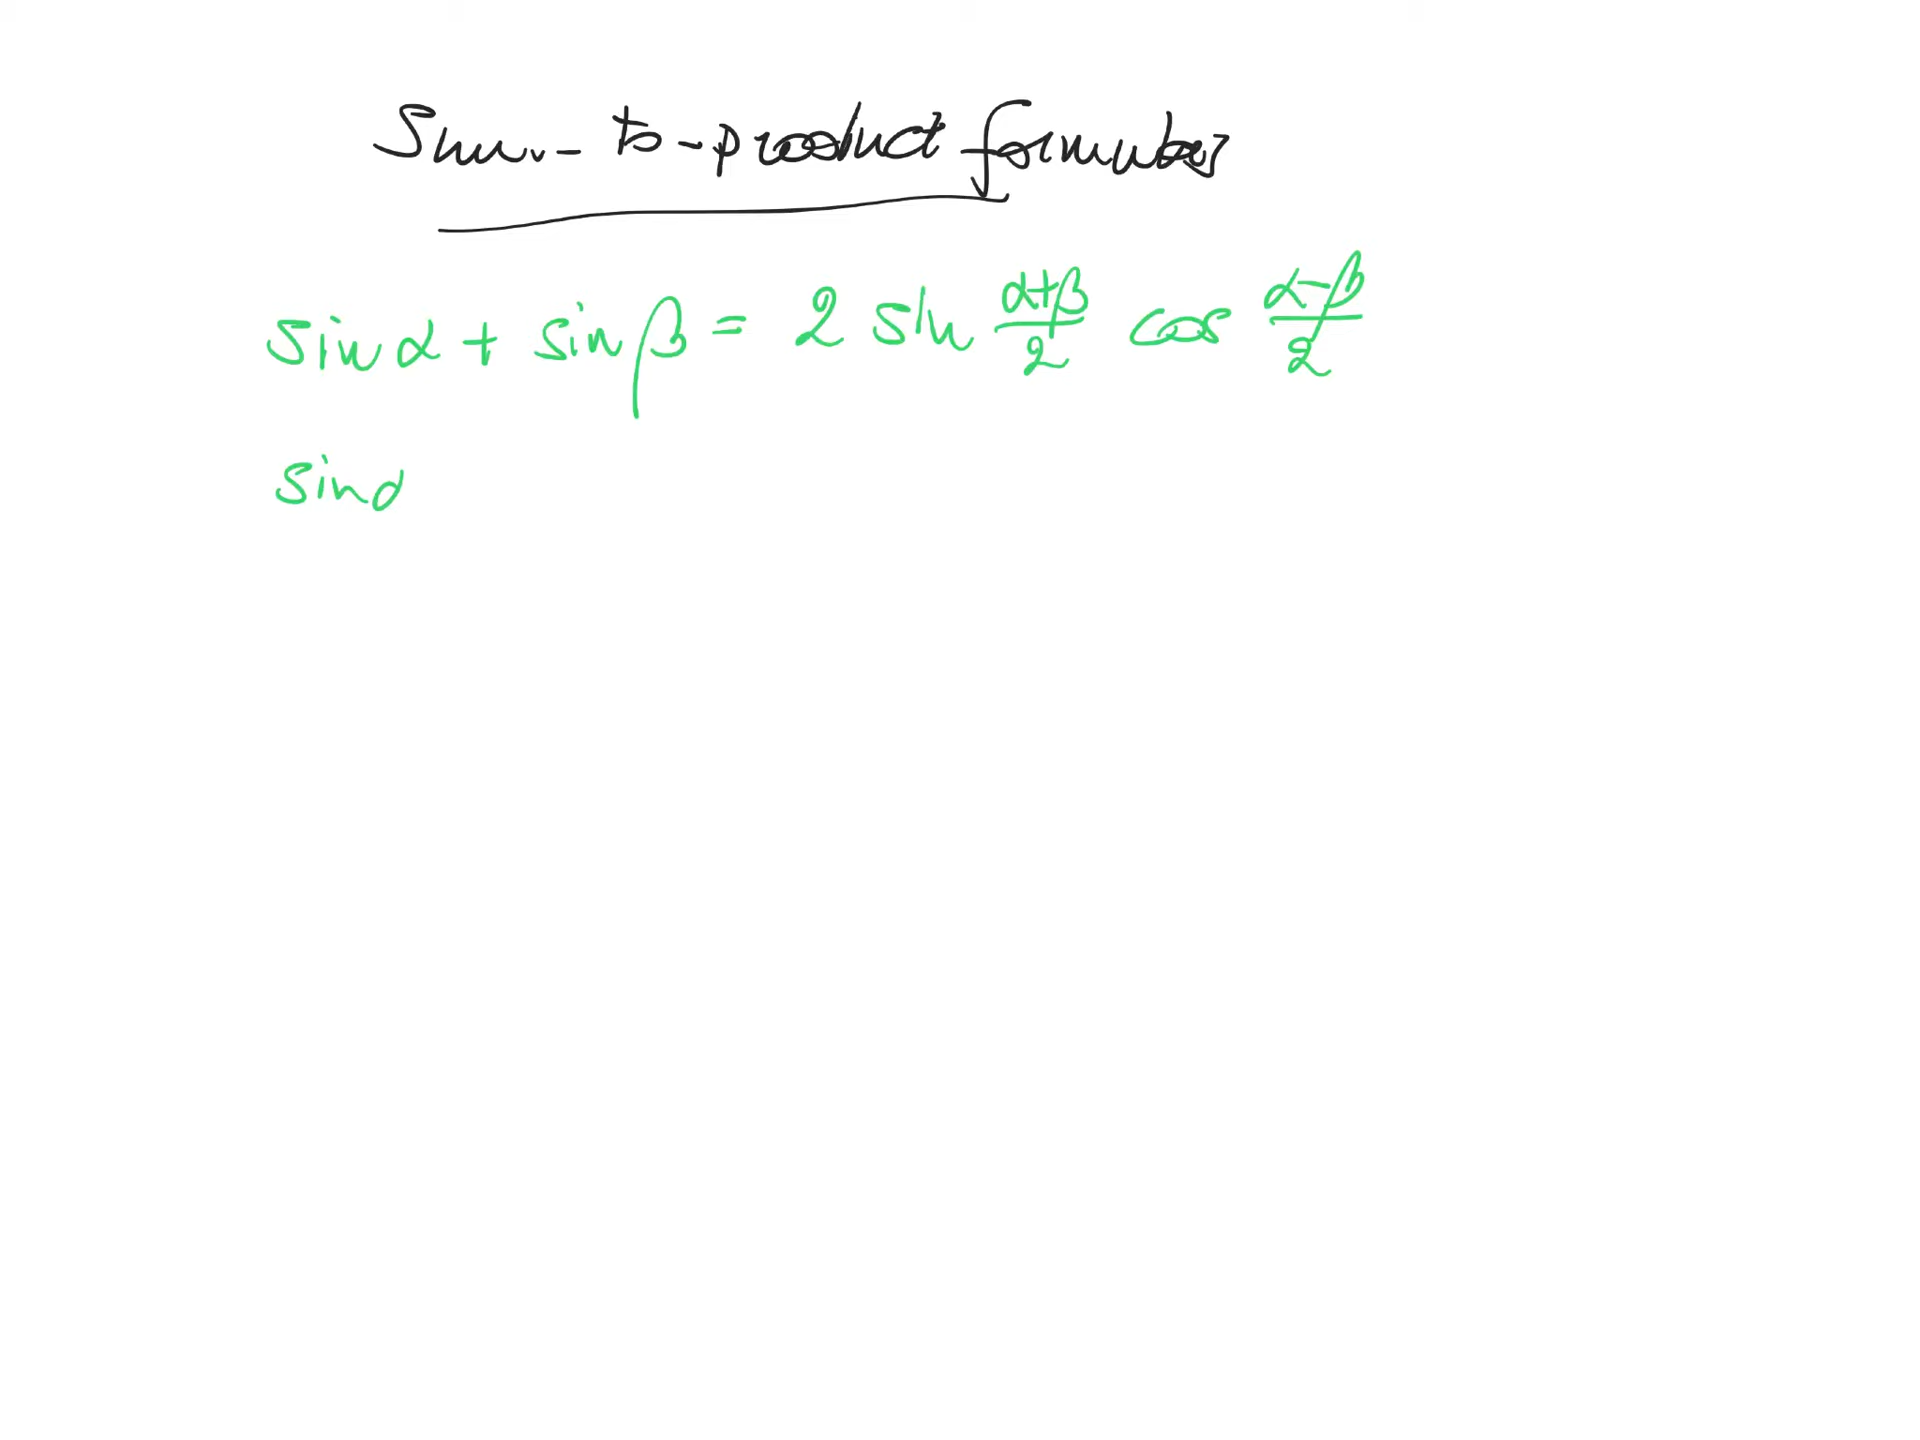 Sum-to-product formulas
sin α + sin β = 2 sin α+β/2 cos α-β/2
sin α